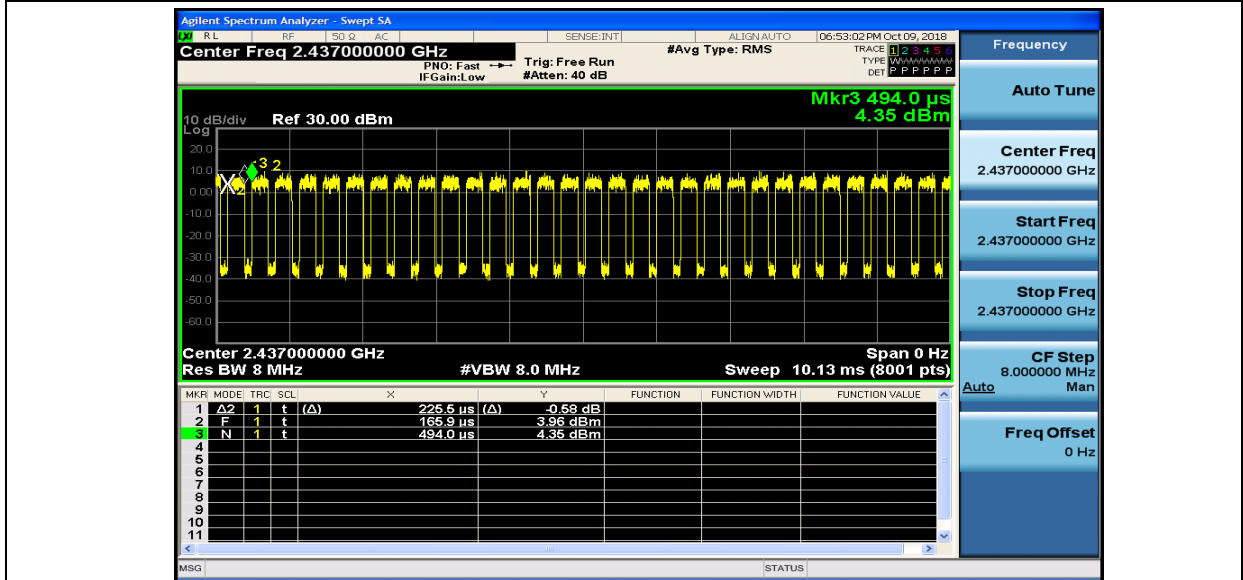 Agilent Spectrum Analyzer - Swept SA
LXI RL RF 50 Ω AC SENSE:INT ALIGN AUTO 06:53:02 PM Oct 09, 2018
Center Freq 2.437000000 GHz #Avg Type: RMS TRACE 1 2 3 4 5 6
PNO: Fast Trig: Free Run TYPE WWWWWW
IFGain:Low #Atten: 40 dB DET P P P P P P
Mkr3 494.0 µs
4.35 dBm
10 dB/div Ref 30.00 dBm
Log
20.0
10.0
0.00
-10.0
-20.0
-30.0
-40.0
-50.0
-60.0
3 2
X2
Center 2.437000000 GHz Span 0 Hz
Res BW 8 MHz #VBW 8.0 MHz Sweep 10.13 ms (8001 pts)
MKR MODE TRC SCL X Y FUNCTION FUNCTION WIDTH FUNCTION VALUE
1 Δ2 1 t (Δ) 225.5 µs (Δ) -0.58 dB
2 F 1 t 165.9 µs 3.96 dBm
3 N 1 t 494.0 µs 4.35 dBm
4
5
6
7
8
9
10
11
MSG STATUS
Frequency
Auto Tune
Center Freq
2.437000000 GHz
Start Freq
2.437000000 GHz
Stop Freq
2.437000000 GHz
CF Step
8.000000 MHz
Auto Man
Freq Offset
0 Hz